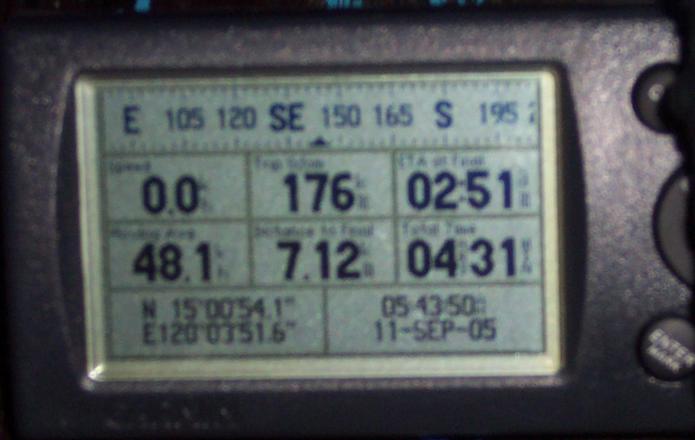 E 105 120 SE 150 165 S 195
Speed Trip Odom ETA at Final
0.0 176 02:51
Moving Avg Distance to Final Total Time
48.1 7.12 04:31
N 15°00'54.1" 05:43:50
E120°03'51.6" 11-SEP-05
ENTER